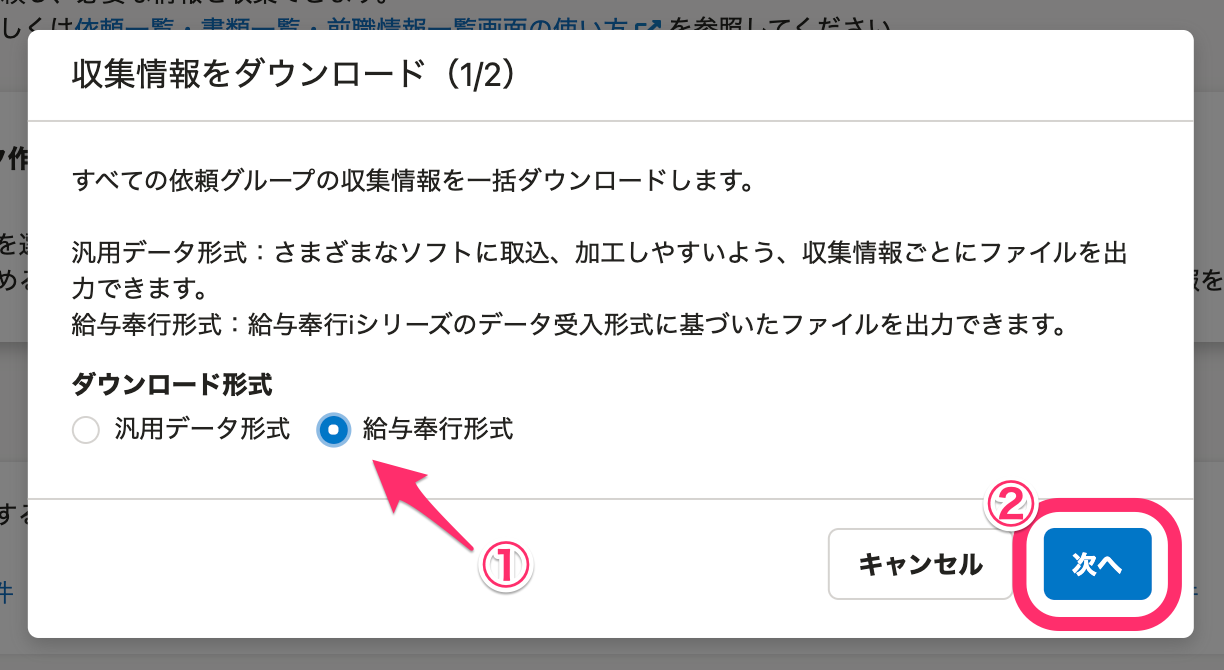 しくは依頼一覧・書類一覧・前職情報一覧画面の使い方 を参照してください
収集情報をダウンロード（1/2）
すべての依頼グループの収集情報を一括ダウンロードします。
汎用データ形式：さまざまなソフトに取込、加工しやすいよう、収集情報ごとにファイルを出
力できます。
給与奉行形式：給与奉行iシリーズのデータ受入形式に基づいたファイルを出力できます。
ダウンロード形式
汎用データ形式 給与奉行形式
①
②
キャンセル 次へ
する
件